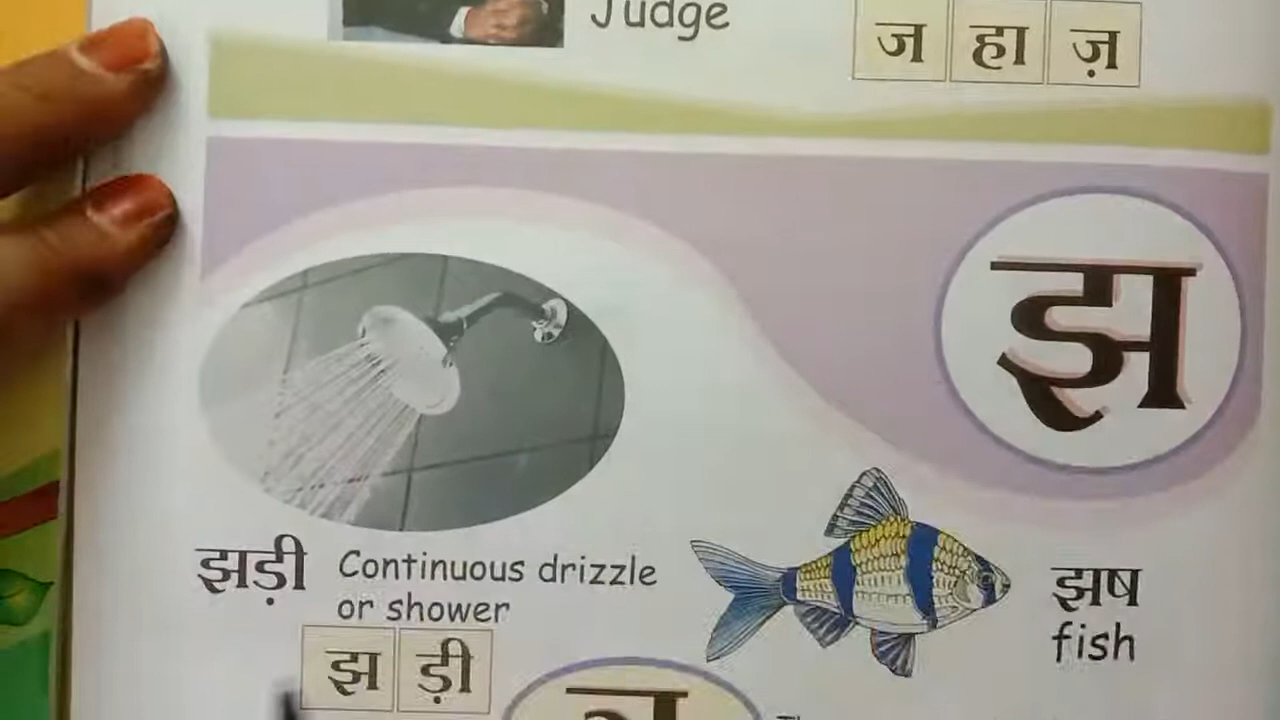 Judge
ज हा ज़
झ
झड़ी Continuous drizzle
or shower
झ ड़ी
झष
fish